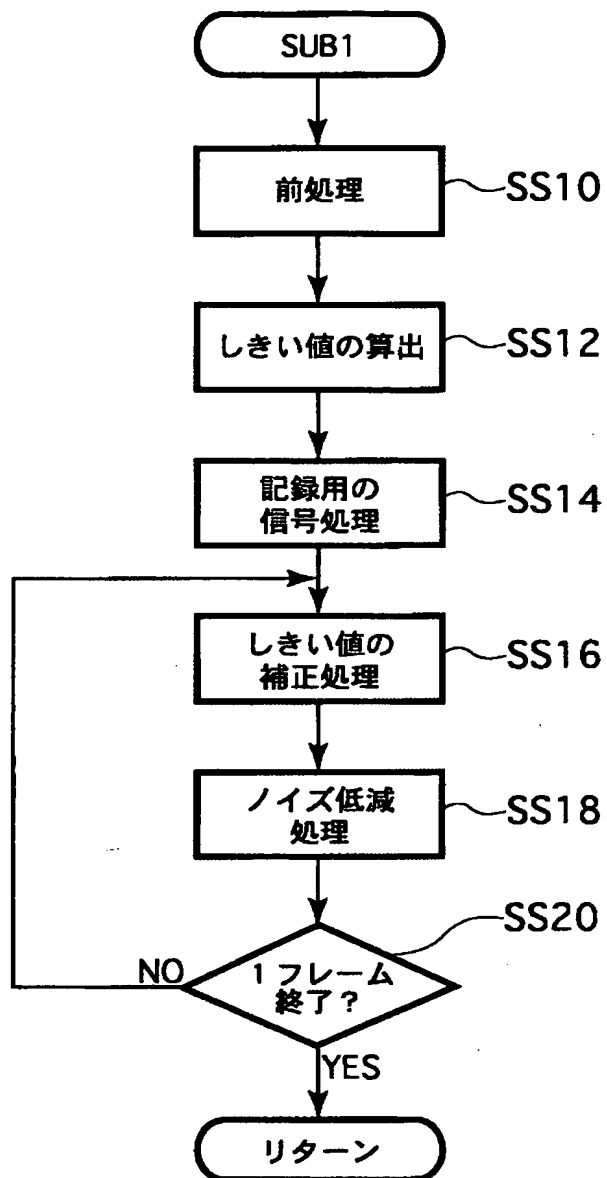 SUB1
前処理
SS10
しきい値の算出
SS12
記録用の
信号処理
SS14
しきい値の
補正処理
SS16
ノイズ低減
処理
SS18
SS20
1フレーム
終了?
NO
YES
リターン